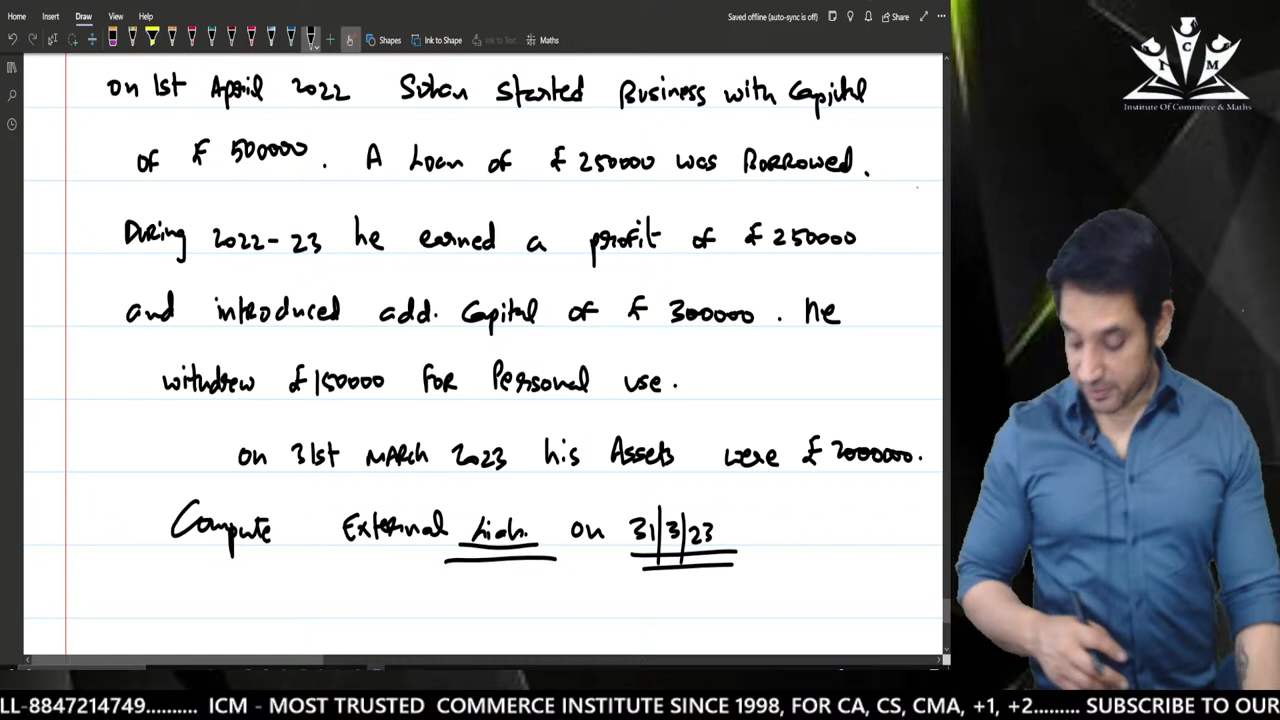 Home Insert Draw View Help Saved offline (auto-sync is off) Share
Shapes Ink to Shape Ink to Text Maths
I C M
Institute Of Commerce & Maths
on 1st April 2022 Sohan started Business with Capital
of ₹ 500000. A Loan of ₹ 250000 was Borrowed.
During 2022-23 he earned a profit of ₹ 250000
and introduced add. Capital of ₹ 300000. He
withdrew ₹ 150000 For Personal use.
on 31st MARCH 2023 his Assets were ₹ 2000000.
Compute External Liab. on 31/3/23
LL-8847214749.......... ICM - MOST TRUSTED COMMERCE INSTITUTE SINCE 1998, FOR CA, CS, CMA, +1, +2......... SUBSCRIBE TO OUR